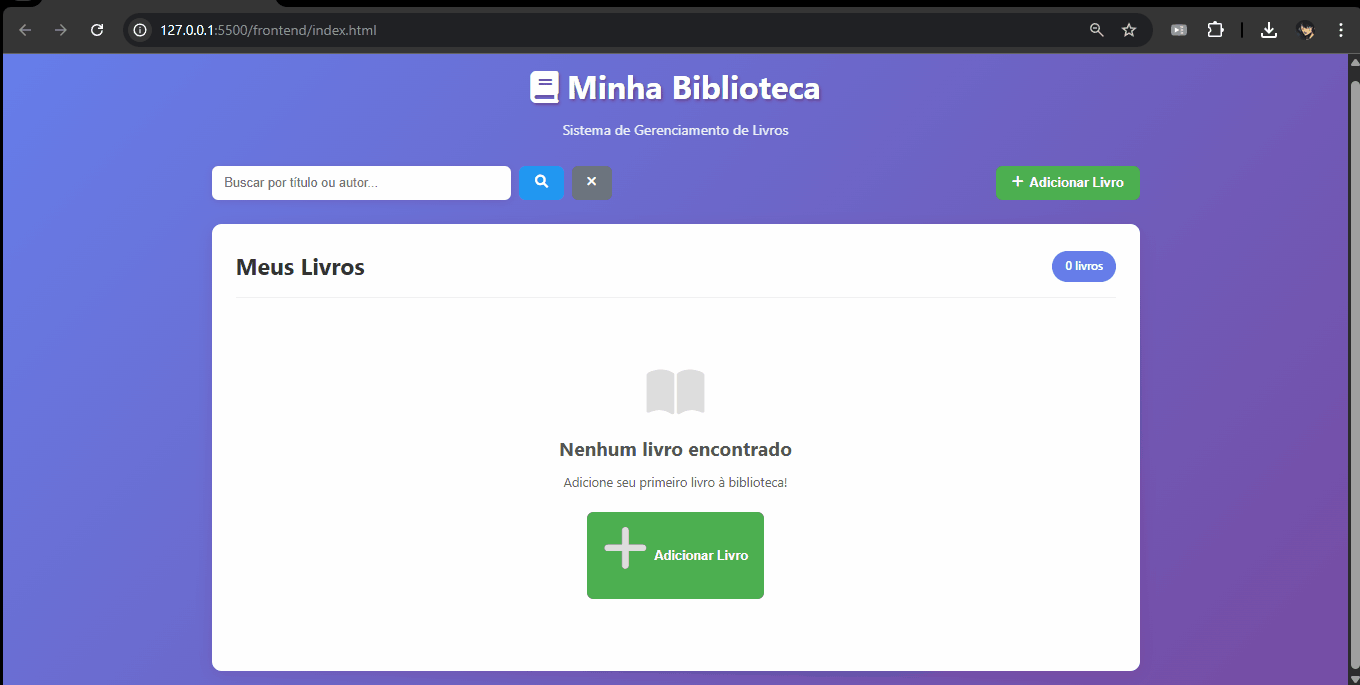 127.0.0.1:5500/frontend/index.html
Minha Biblioteca
Sistema de Gerenciamento de Livros
Buscar por título ou autor...
Adicionar Livro
Meus Livros
0 livros
Nenhum livro encontrado
Adicione seu primeiro livro à biblioteca!
Adicionar Livro